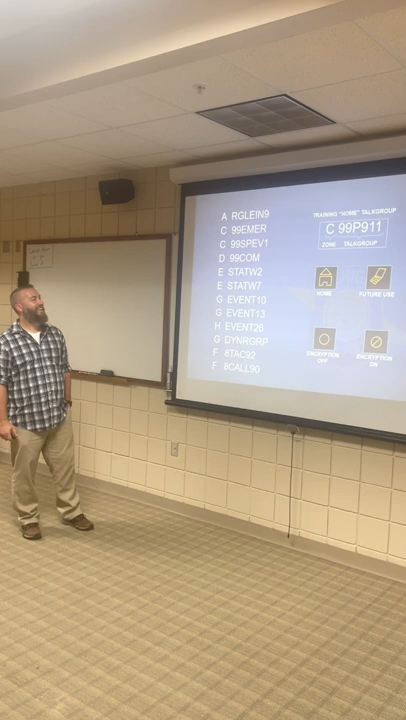 A RGLEIN9
C 99EMER
C 99SPEV1
D 99COM
E STATW2
E STATW7
G EVENT10
G EVENT13
H EVENT26
G DYNRGRP
F 8TAC92
F 8CALL90
TRAINING "HOME" TALKGROUP
C 99P911
ZONE TALKGROUP
HOME
FUTURE USE
ENCRYPTION
OFF
ENCRYPTION
ON